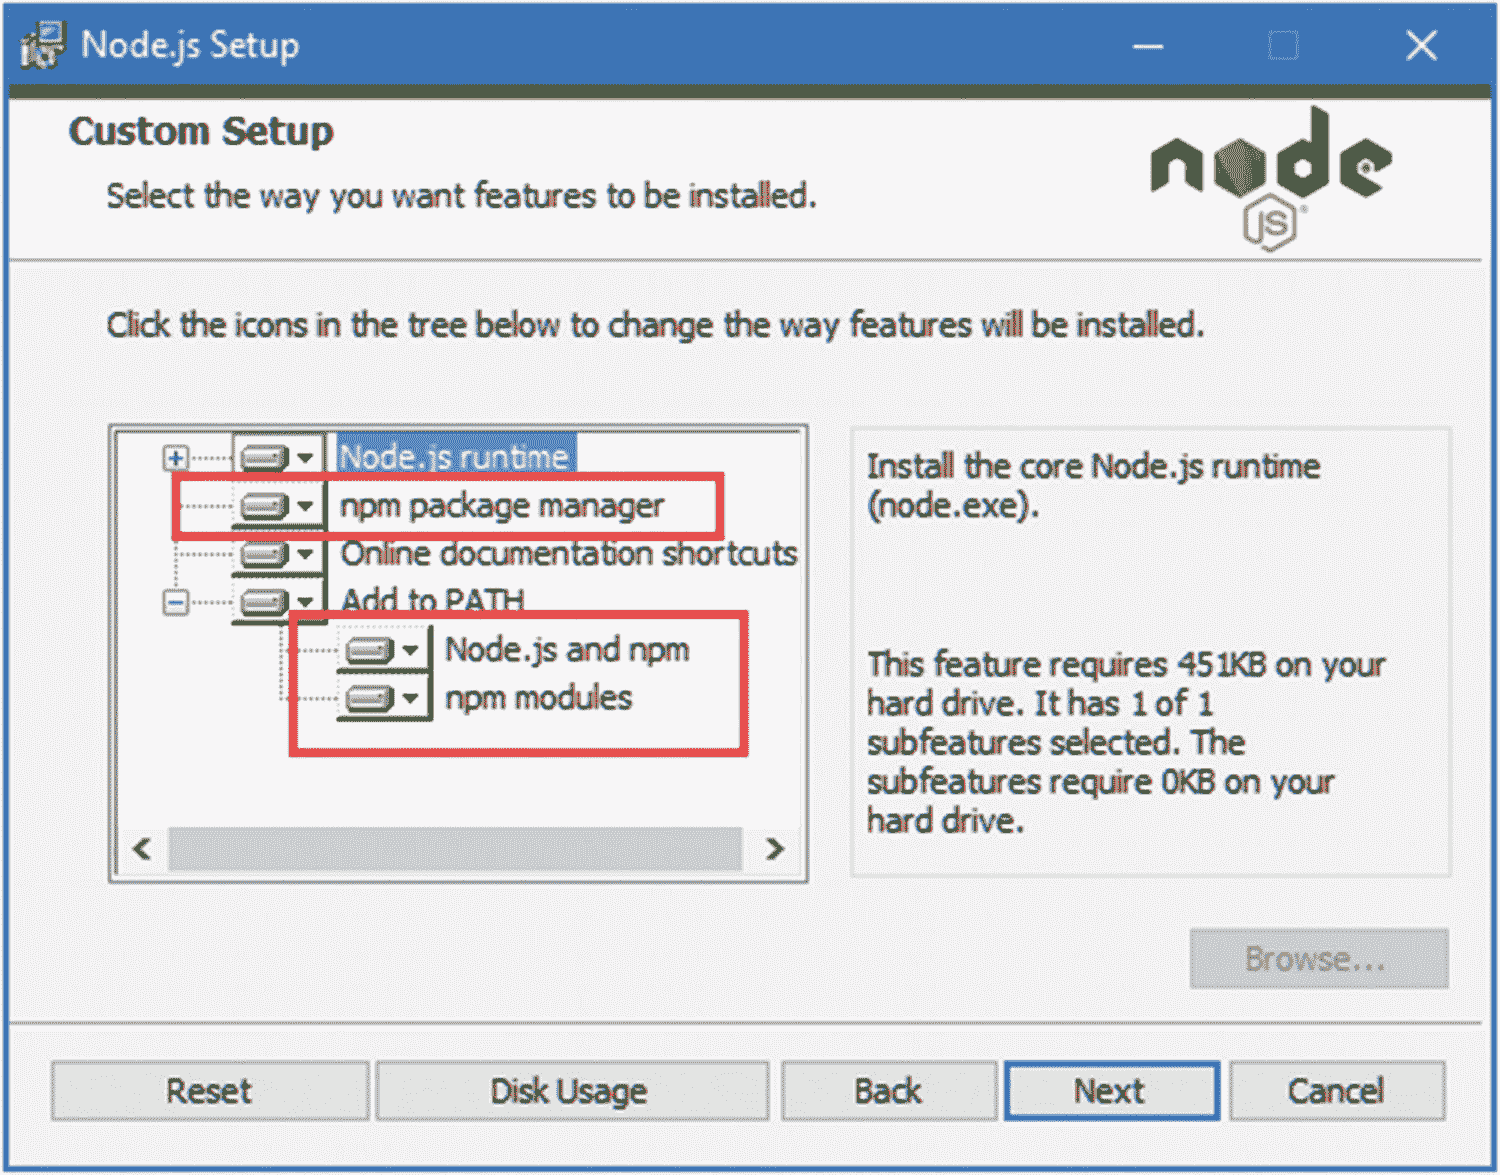 Node.js Setup
Custom Setup
Select the way you want features to be installed.
node
JS
Click the icons in the tree below to change the way features will be installed.
Node.js runtime
npm package manager
Online documentation shortcuts
Add to PATH
Node.js and npm
npm modules
Install the core Node.js runtime
(node.exe).
This feature requires 451KB on your
hard drive. It has 1 of 1
subfeatures selected. The
subfeatures require 0KB on your
hard drive.
Browse...
Reset
Disk Usage
Back
Next
Cancel